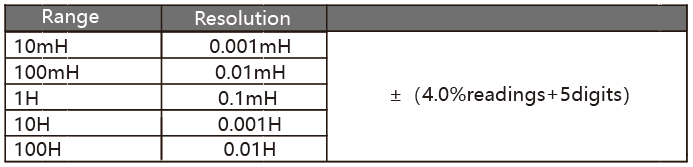 Range Resolution
10mH 0.001mH
100mH 0.01mH
1H 0.1mH
± (4.0%readings+5digits)
10H 0.001H
100H 0.01H